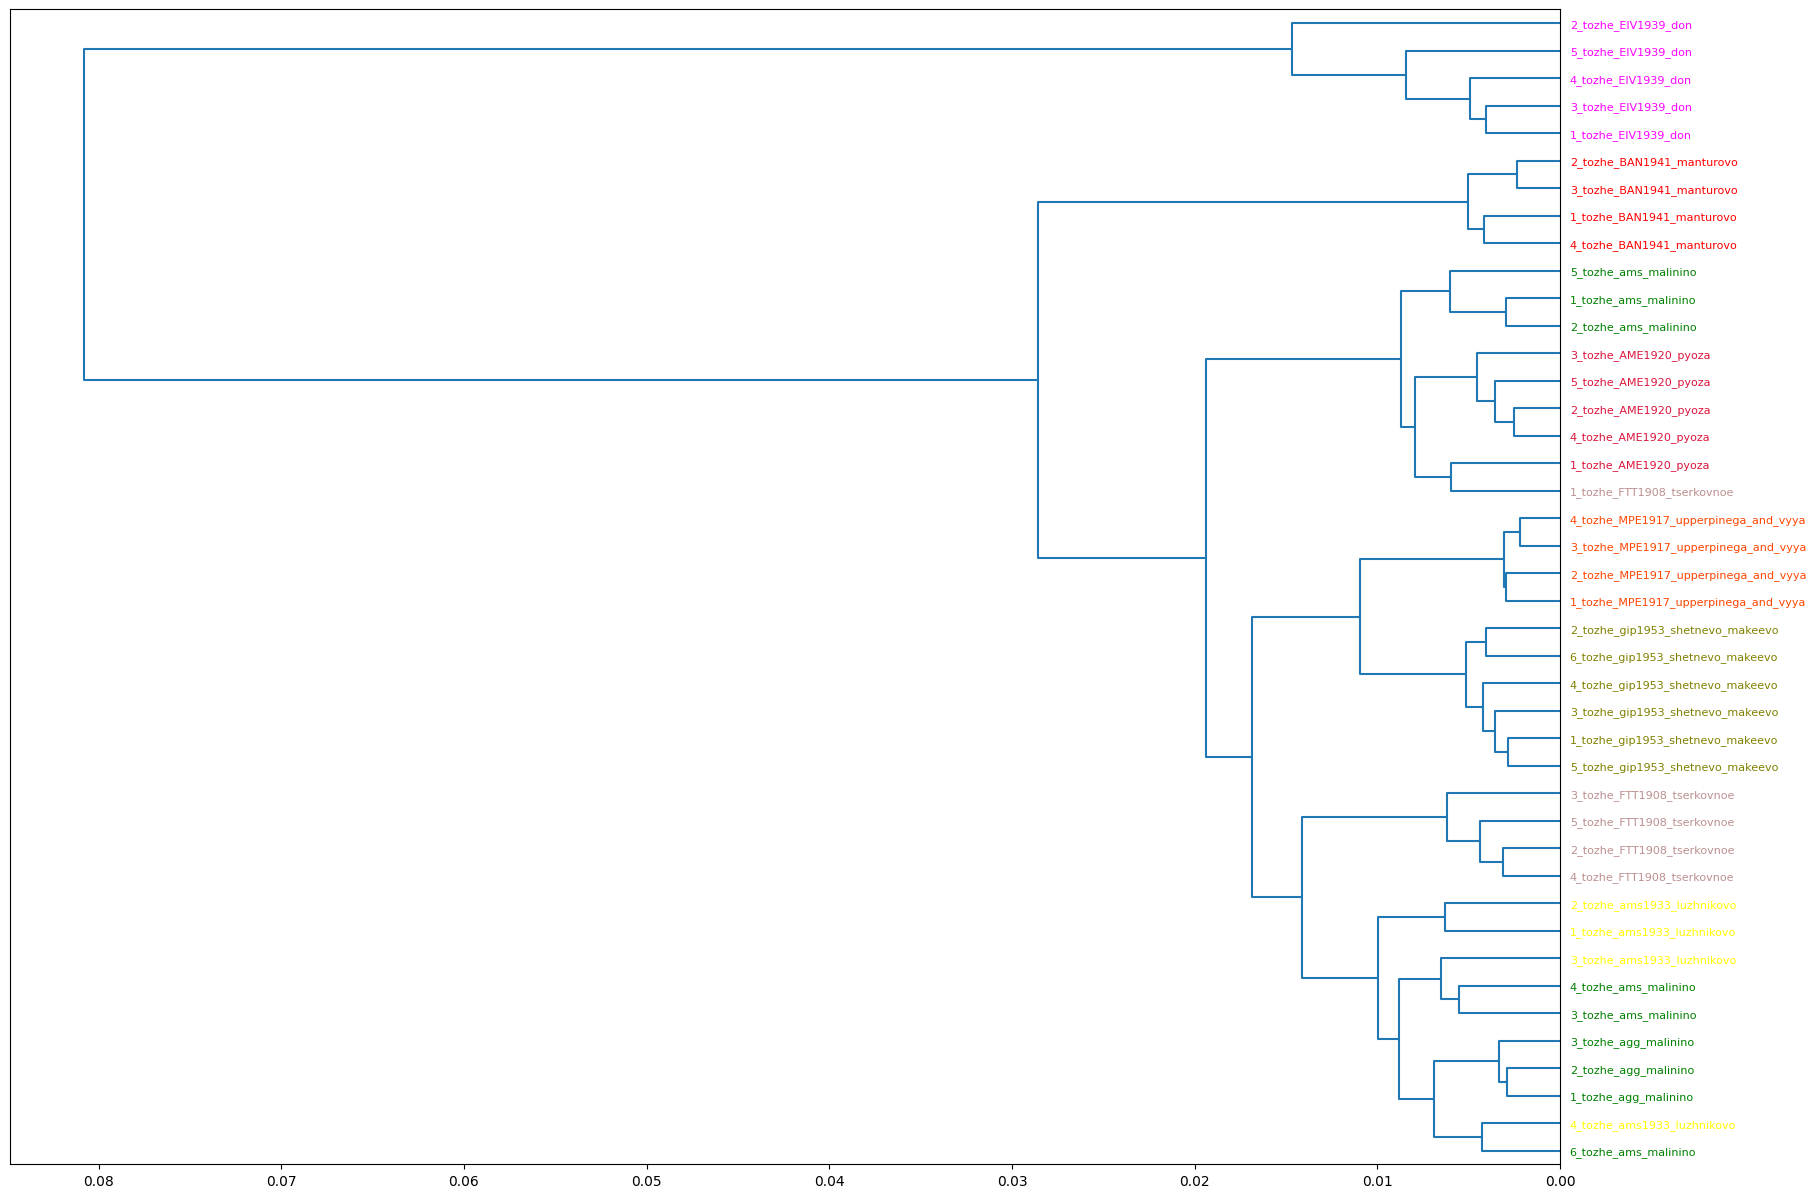 2_tozhe_EIV1939_don
5_tozhe_EIV1939_don
4_tozhe_EIV1939_don
3_tozhe_EIV1939_don
1_tozhe_EIV1939_don
2_tozhe_BAN1941_manturovo
3_tozhe_BAN1941_manturovo
1_tozhe_BAN1941_manturovo
4_tozhe_BAN1941_manturovo
5_tozhe_ams_malinino
1_tozhe_ams_malinino
2_tozhe_ams_malinino
3_tozhe_AME1920_pyoza
5_tozhe_AME1920_pyoza
2_tozhe_AME1920_pyoza
4_tozhe_AME1920_pyoza
1_tozhe_AME1920_pyoza
1_tozhe_FTT1908_tserkovnoe
4_tozhe_MPE1917_upperpinega_and_vyya
3_tozhe_MPE1917_upperpinega_and_vyya
2_tozhe_MPE1917_upperpinega_and_vyya
1_tozhe_MPE1917_upperpinega_and_vyya
2_tozhe_gip1953_shetnevo_makeevo
6_tozhe_gip1953_shetnevo_makeevo
4_tozhe_gip1953_shetnevo_makeevo
3_tozhe_gip1953_shetnevo_makeevo
1_tozhe_gip1953_shetnevo_makeevo
5_tozhe_gip1953_shetnevo_makeevo
3_tozhe_FTT1908_tserkovnoe
5_tozhe_FTT1908_tserkovnoe
2_tozhe_FTT1908_tserkovnoe
4_tozhe_FTT1908_tserkovnoe
2_tozhe_ams1933_luzhnikovo
1_tozhe_ams1933_luzhnikovo
3_tozhe_ams1933_luzhnikovo
4_tozhe_ams_malinino
3_tozhe_ams_malinino
3_tozhe_agg_malinino
2_tozhe_agg_malinino
1_tozhe_agg_malinino
4_tozhe_ams1933_luzhnikovo
6_tozhe_ams_malinino
0.08 0.07 0.06 0.05 0.04 0.03 0.02 0.01 0.00